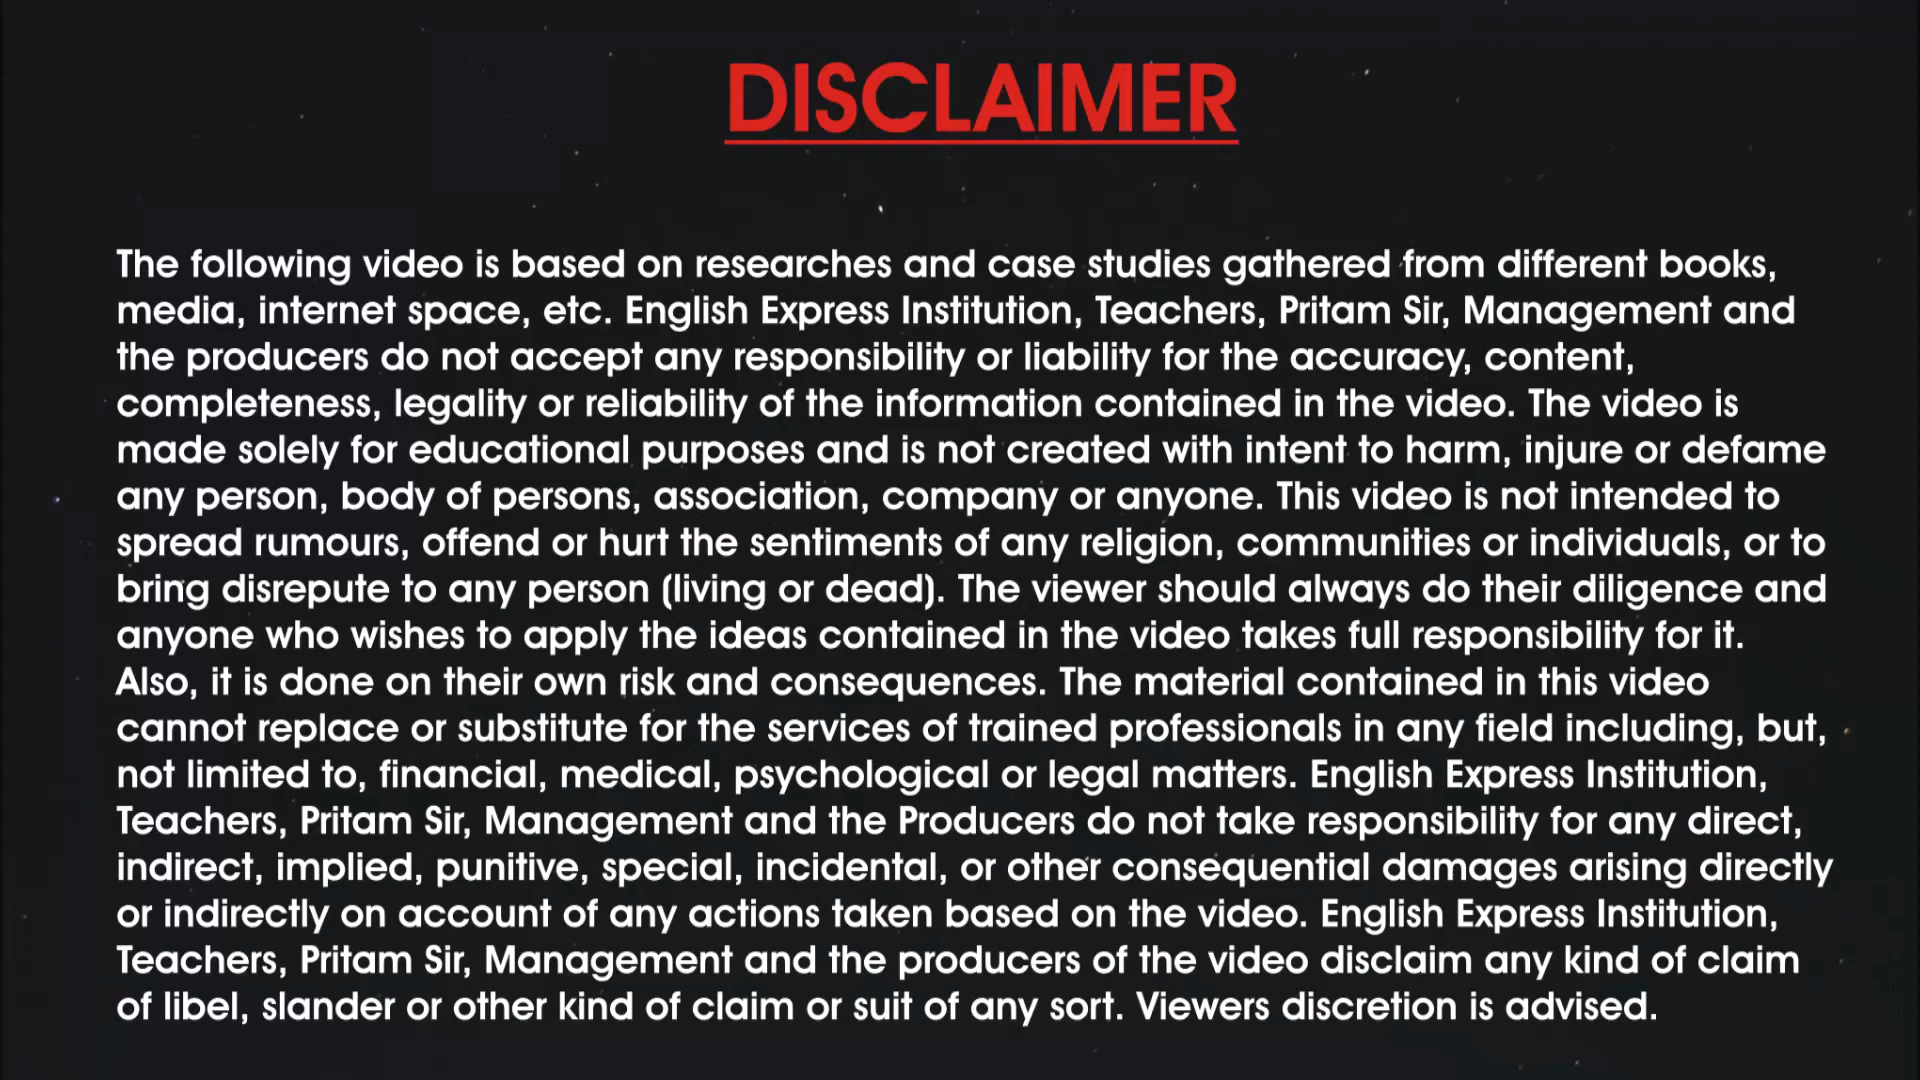 DISCLAIMER
The following video is based on researches and case studies gathered from different books,
media, internet space, etc. English Express Institution, Teachers, Pritam Sir, Management and
the producers do not accept any responsibility or liability for the accuracy, content,
completeness, legality or reliability of the information contained in the video. The video is
made solely for educational purposes and is not created with intent to harm, injure or defame
any person, body of persons, association, company or anyone. This video is not intended to
spread rumours, offend or hurt the sentiments of any religion, communities or individuals, or to
bring disrepute to any person (living or dead). The viewer should always do their diligence and
anyone who wishes to apply the ideas contained in the video takes full responsibility for it.
Also, it is done on their own risk and consequences. The material contained in this video
cannot replace or substitute for the services of trained professionals in any field including, but,
not limited to, financial, medical, psychological or legal matters. English Express Institution,
Teachers, Pritam Sir, Management and the Producers do not take responsibility for any direct,
indirect, implied, punitive, special, incidental, or other consequential damages arising directly
or indirectly on account of any actions taken based on the video. English Express Institution,
Teachers, Pritam Sir, Management and the producers of the video disclaim any kind of claim
of libel, slander or other kind of claim or suit of any sort. Viewers discretion is advised.